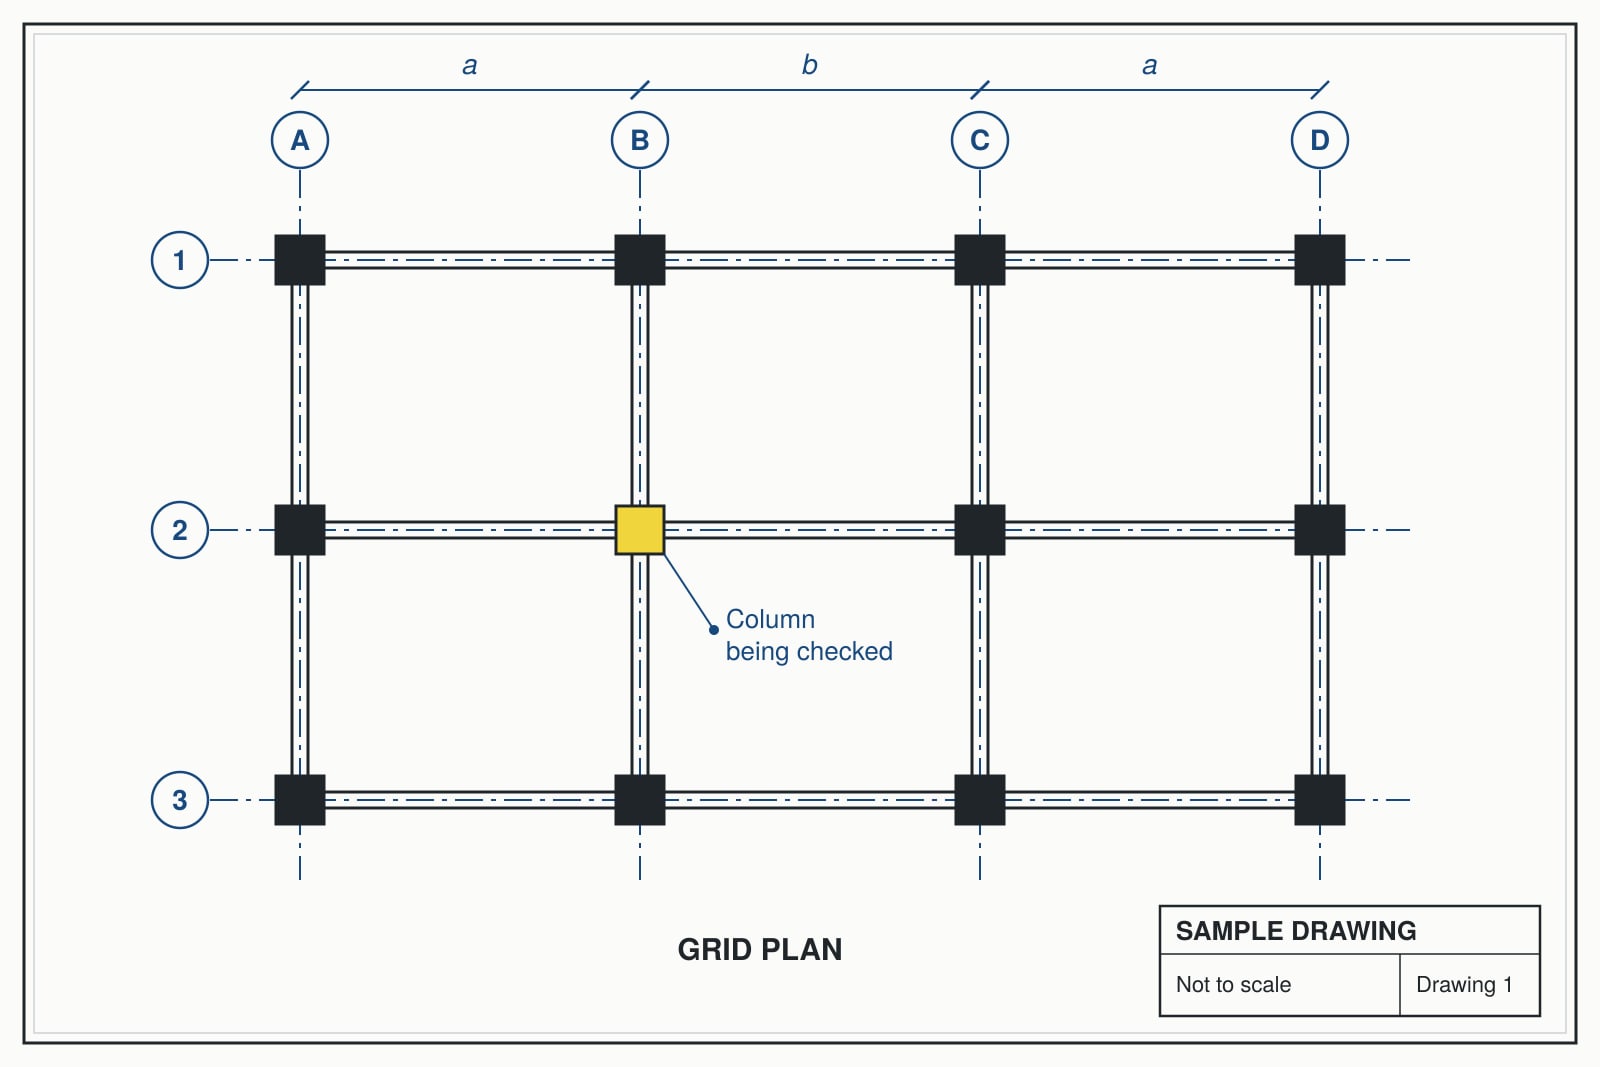 a b a
A B C D
1
2
Column
being checked
3
GRID PLAN
SAMPLE DRAWING
Not to scale Drawing 1